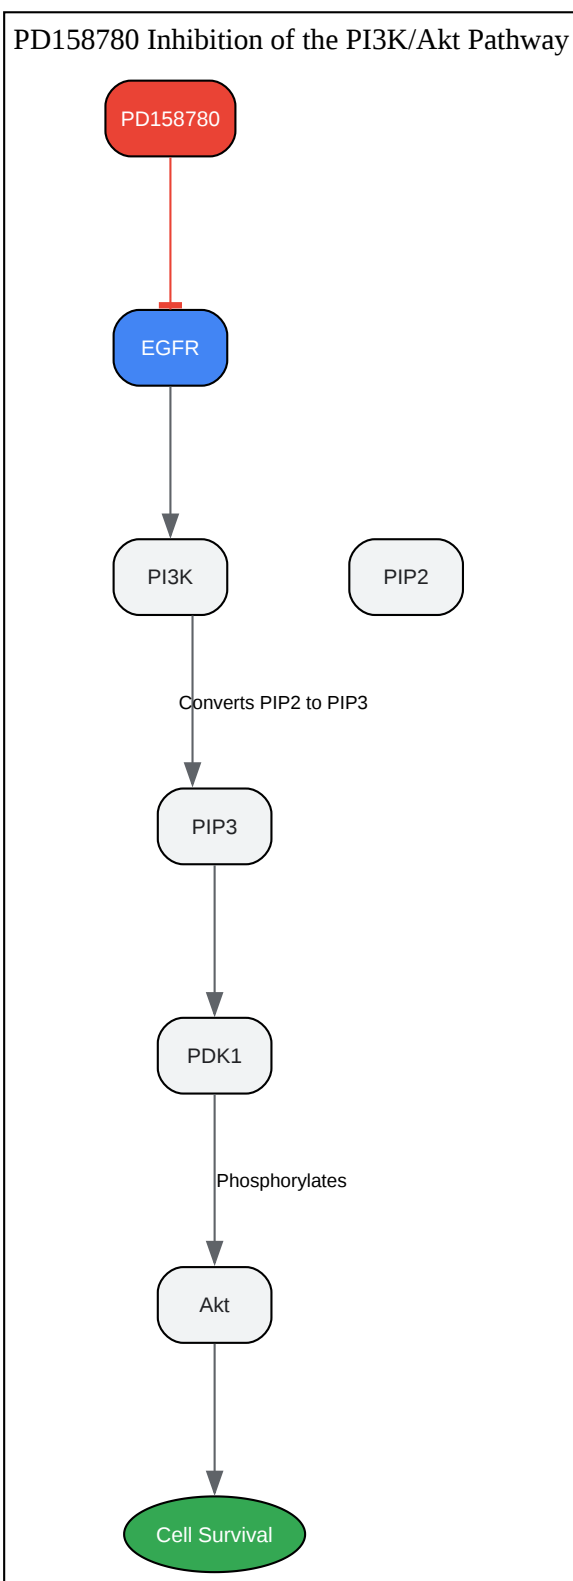 PD158780 Inhibition of the PI3K/Akt Pathway
PD158780
EGFR
PI3K
PIP2
Converts PIP2 to PIP3
PIP3
PDK1
Phosphorylates
Akt
Cell Survival